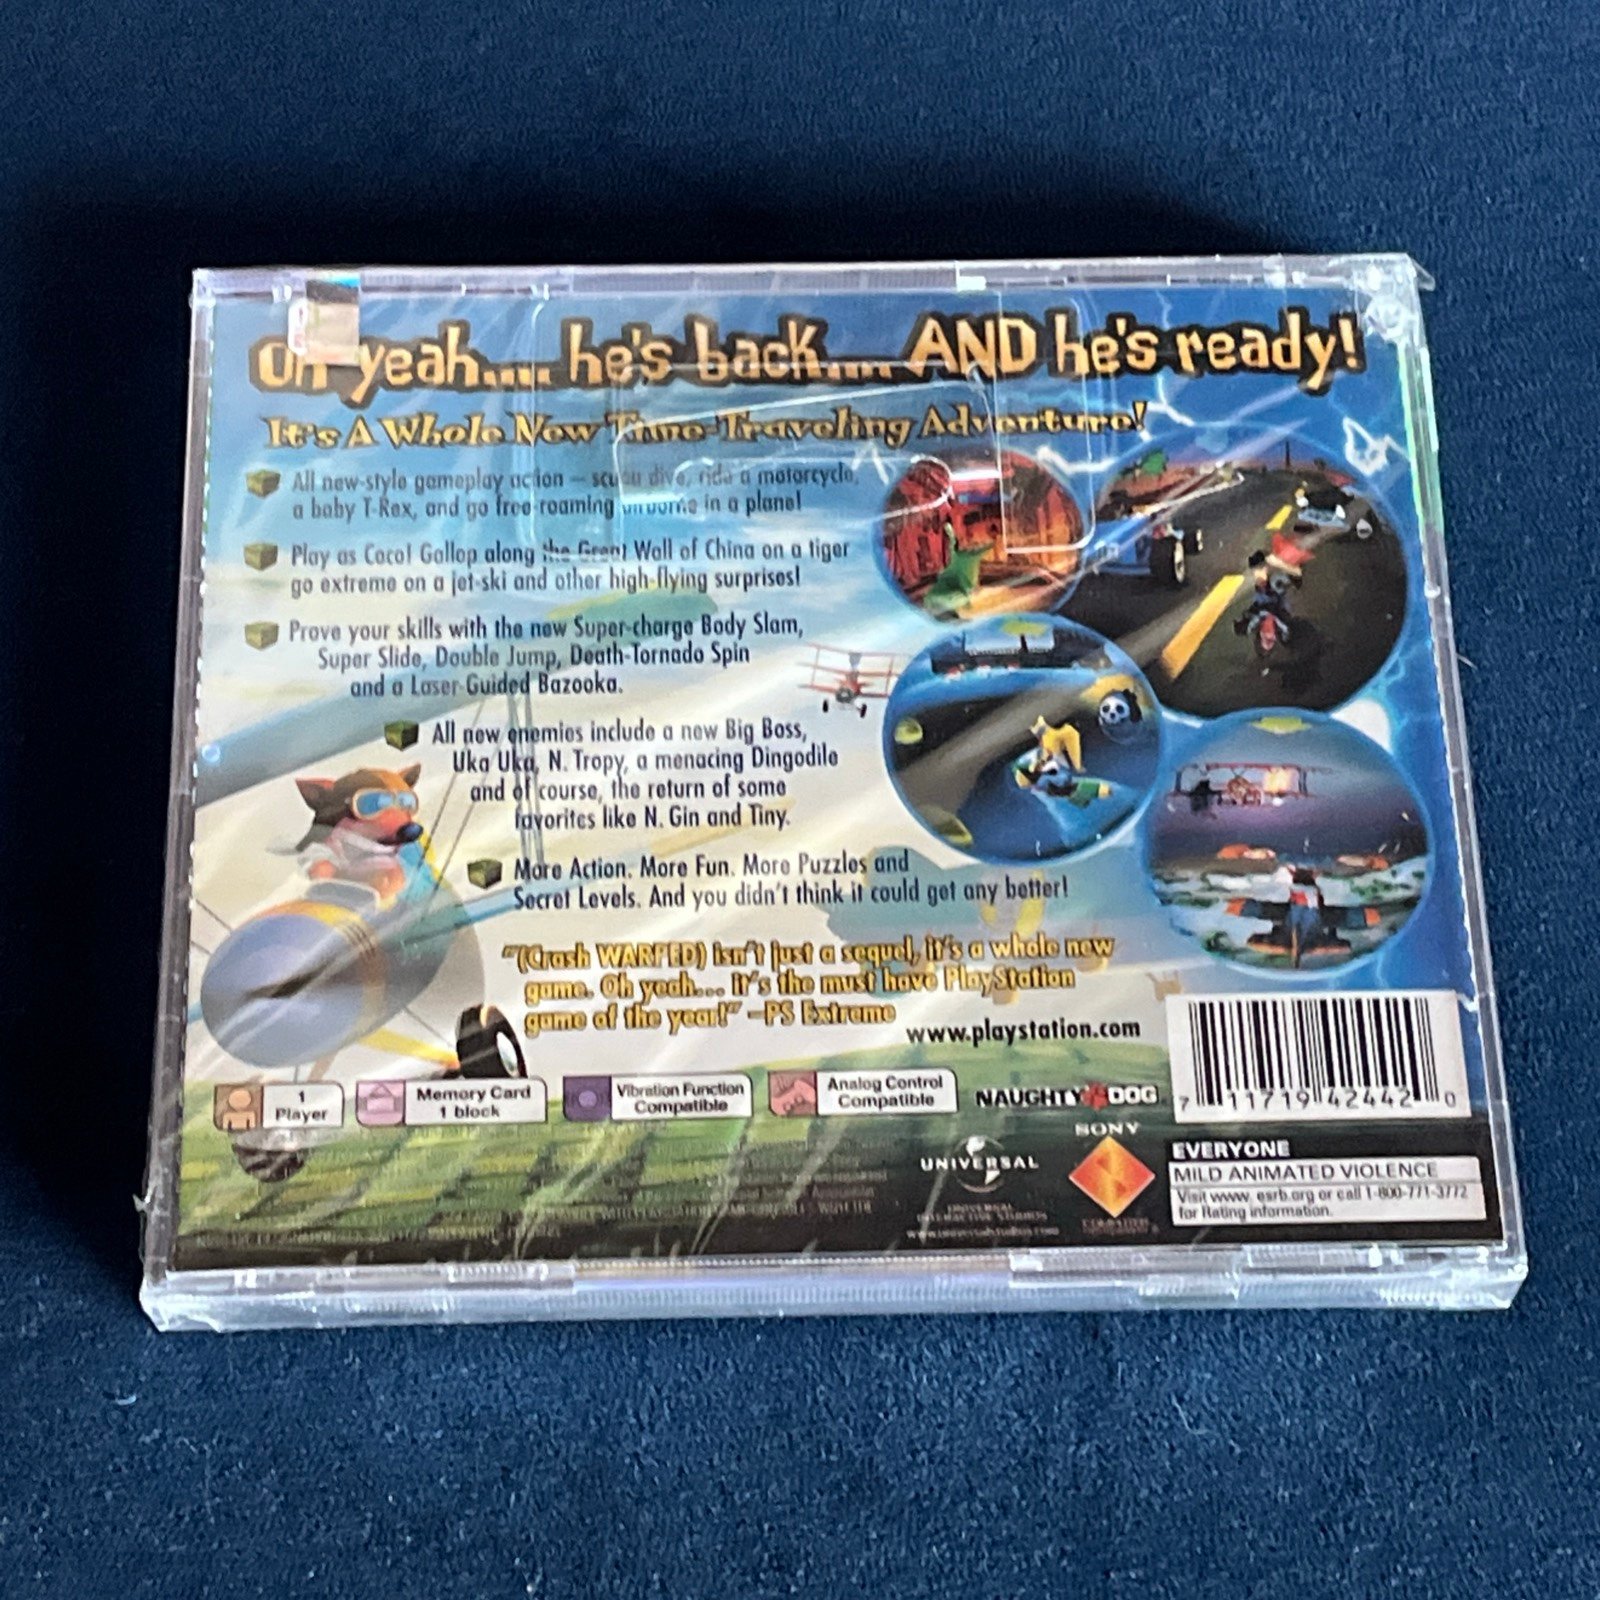 Oh yeah.... he's back.... AND he's ready!
It's A Whole New Time-Traveling Adventure!
All new-style gameplay action – scuba dive, ride a motorcycle,
a baby T-Rex, and go free-roaming airborne in a plane!
Play as Coco! Gallop along the Great Wall of China on a tiger
go extreme on a jet-ski and other high-flying surprises!
Prove your skills with the new Super-charge Body Slam,
Super Slide, Double Jump, Death-Tornado Spin
and a Laser-Guided Bazooka.
All new enemies include a new Big Boss,
Uka Uka, N. Tropy, a menacing Dingodile
and of course, the return of some
favorites like N. Gin and Tiny.
More Action. More Fun. More Puzzles and
Secret Levels. And you didn't think it could get any better!
"(Crash WARPED) isn't just a sequel, it's a whole new
game. Oh yeah... it's the must have PlayStation
game of the year!" –PS Extreme
www.playstation.com
1
Player
Memory Card
1 block
Vibration Function
Compatible
Analog Control
Compatible
NAUGHTY DOG
7 11719 42442 0
UNIVERSAL
UNIVERSAL
INTERACTIVE STUDIOS
SONY
COMPUTER
EVERYONE
MILD ANIMATED VIOLENCE
Visit www. esrb.org or call 1-800-771-3772
for Rating information.